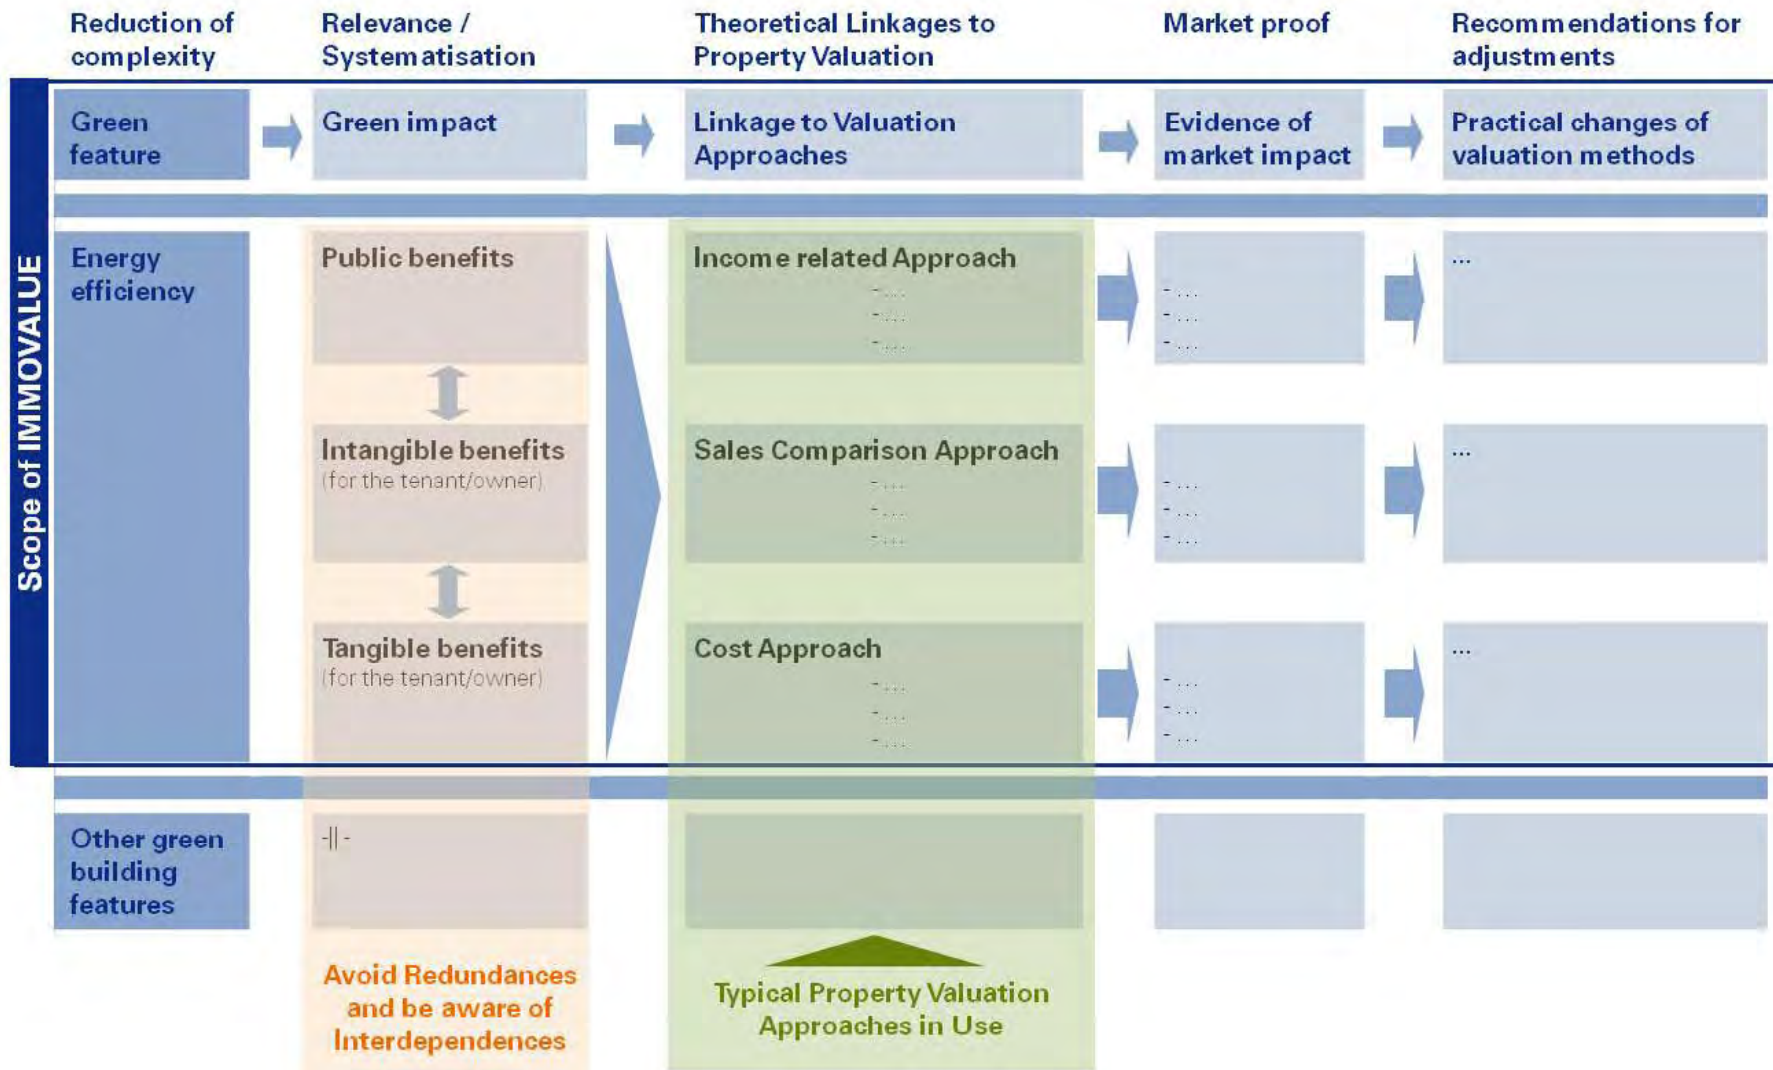 Reduction of
complexity
Relevance /
Systematisation
Theoretical Linkages to
Property Valuation
Market proof
Recommendations for
adjustments
Scope of IMMOVALUE
Green
feature
Green impact
Linkage to Valuation
Approaches
Evidence of
market impact
Practical changes of
valuation methods
Energy
efficiency
Public benefits
Income related Approach
- ...
- ...
- ...
- ...
- ...
- ...
...
Intangible benefits
(for the tenant/owner)
Sales Comparison Approach
- ...
- ...
- ...
- ...
- ...
- ...
...
Tangible benefits
(for the tenant/owner)
Cost Approach
- ...
- ...
- ...
- ...
- ...
- ...
...
Other green
building
features
-||-
Avoid Redundances
and be aware of
Interdependences
Typical Property Valuation
Approaches in Use